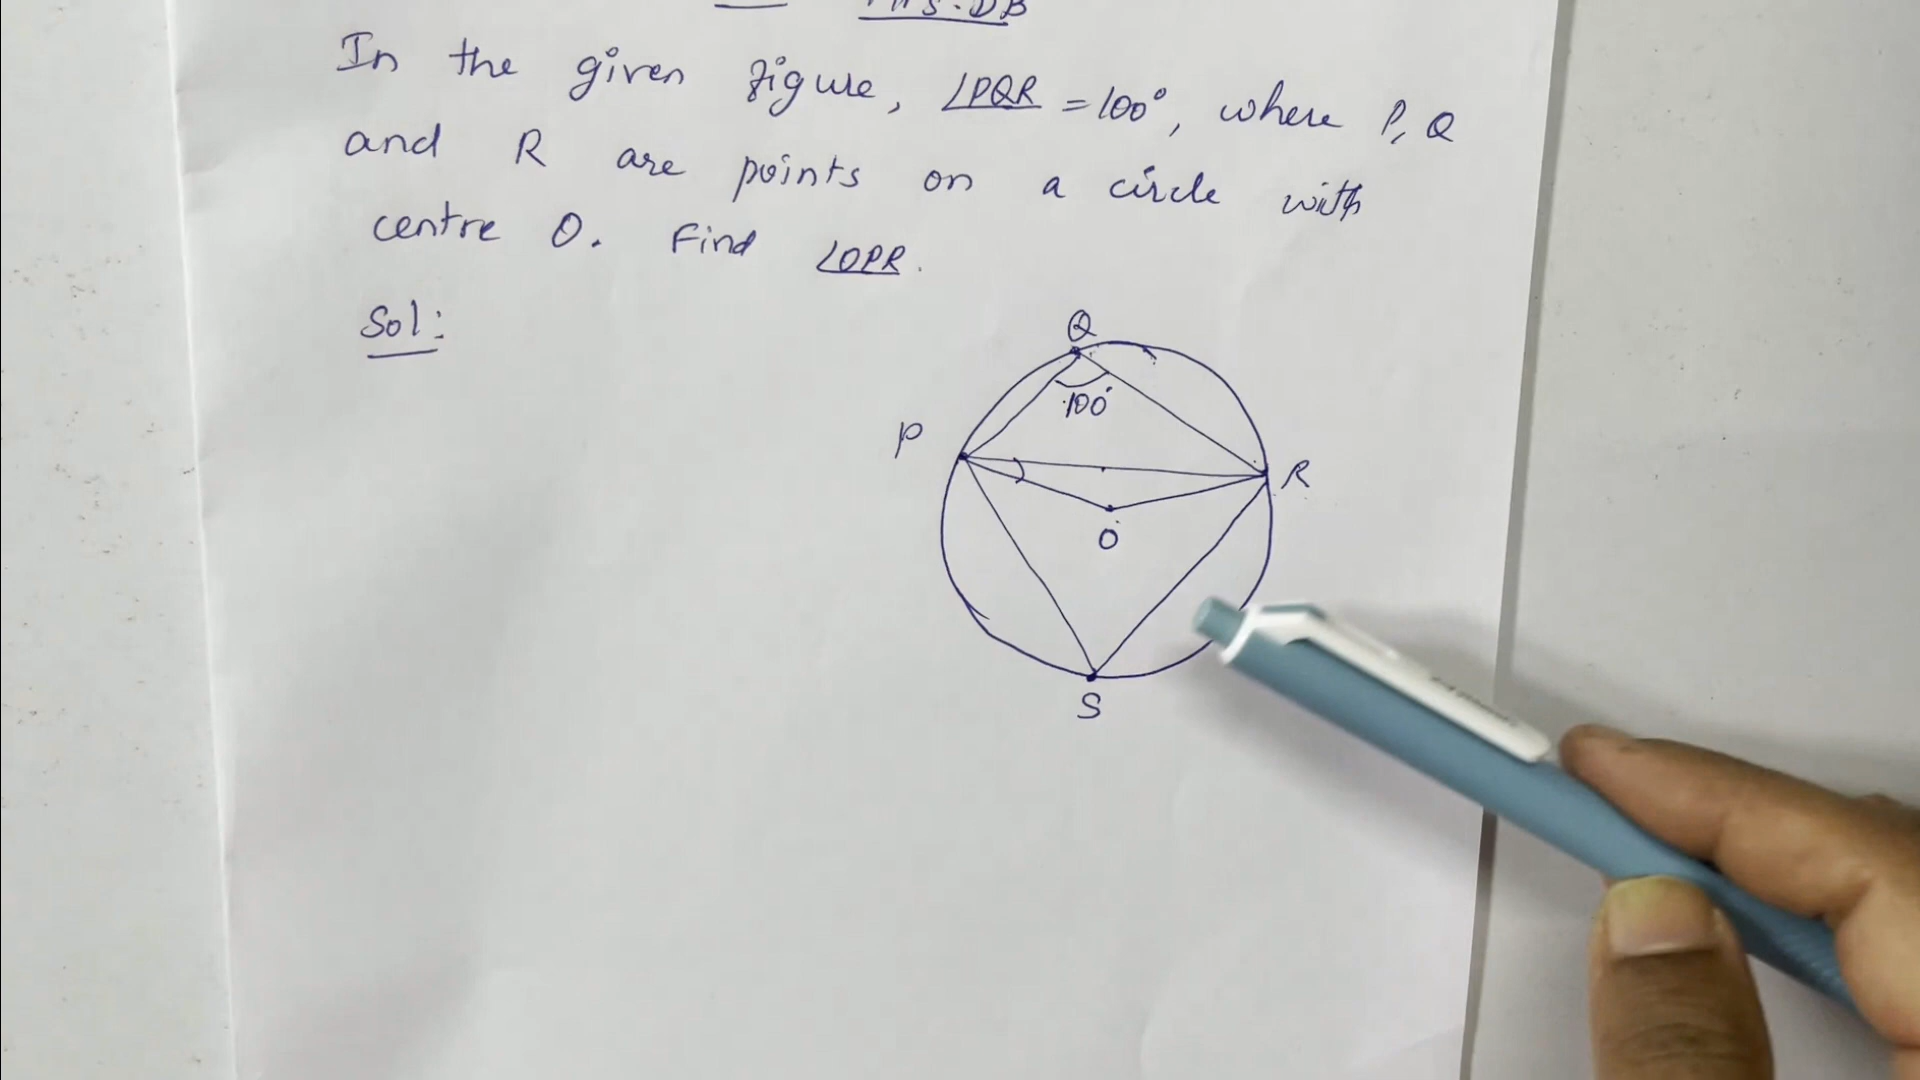 In the given figure, ∠PQR = 100°, where P, Q
and R are points on a circle with
centre O. Find ∠OPR.
Sol:
Q
100°
P
R
O
S